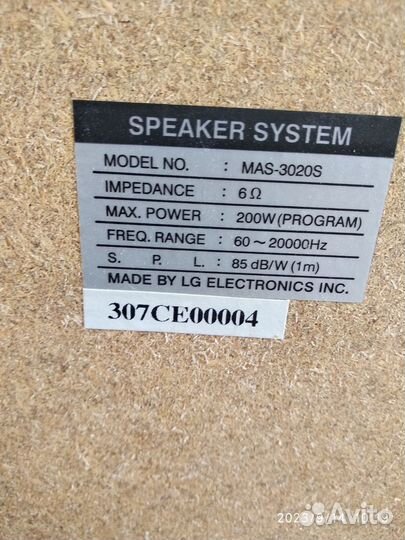 SPEAKER SYSTEM
MODEL NO. : MAS-3020S
IMPEDANCE : 6Ω
MAX. POWER : 200W(PROGRAM)
FREQ. RANGE : 60~20000Hz
S. P. L. : 85 dB/W (1m)
MADE BY LG ELECTRONICS INC.
307CE00004
Avito